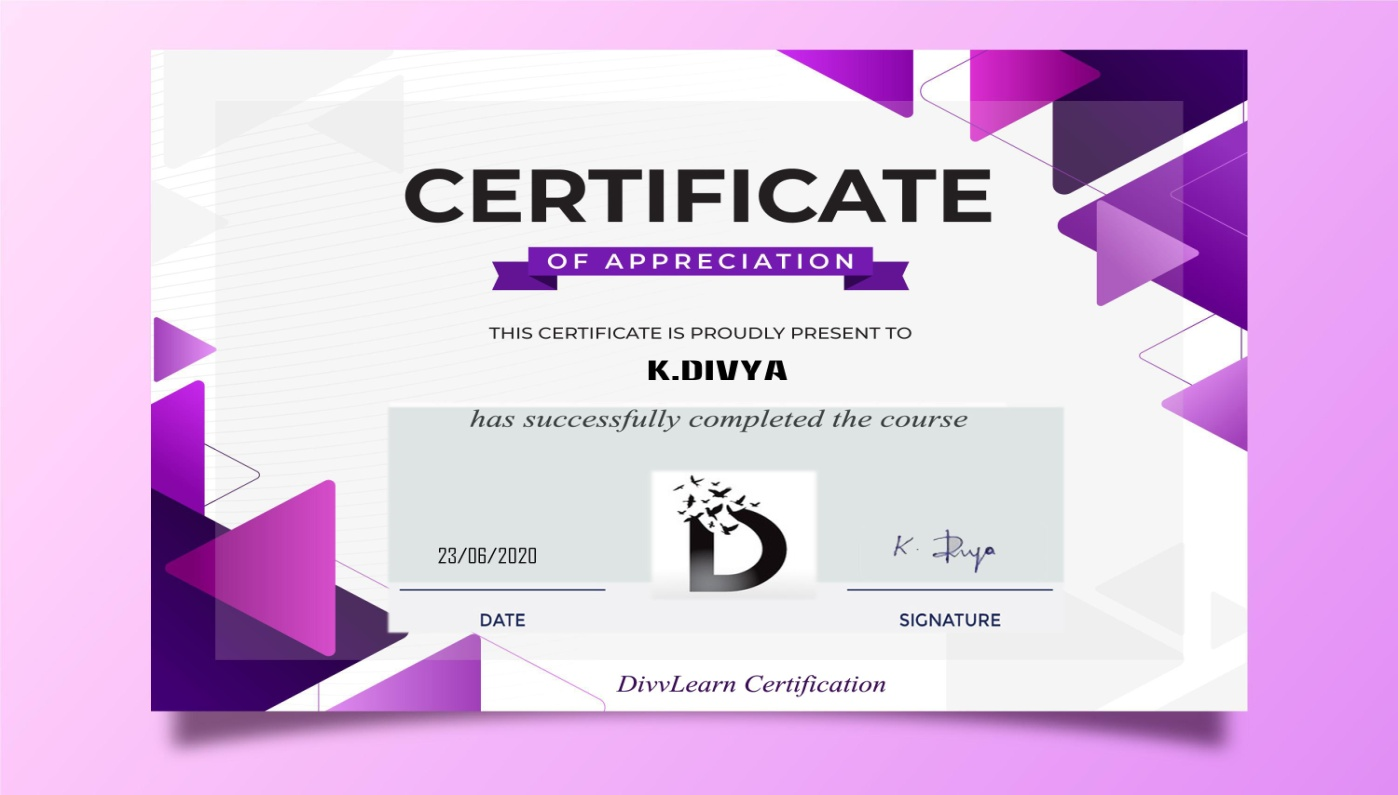 CERTIFICATE
OF APPRECIATION
THIS CERTIFICATE IS PROUDLY PRESENT TO
K.DIVYA
has successfully completed the course
D
23/06/2020
K. Divya
DATE
SIGNATURE
DivvLearn Certification